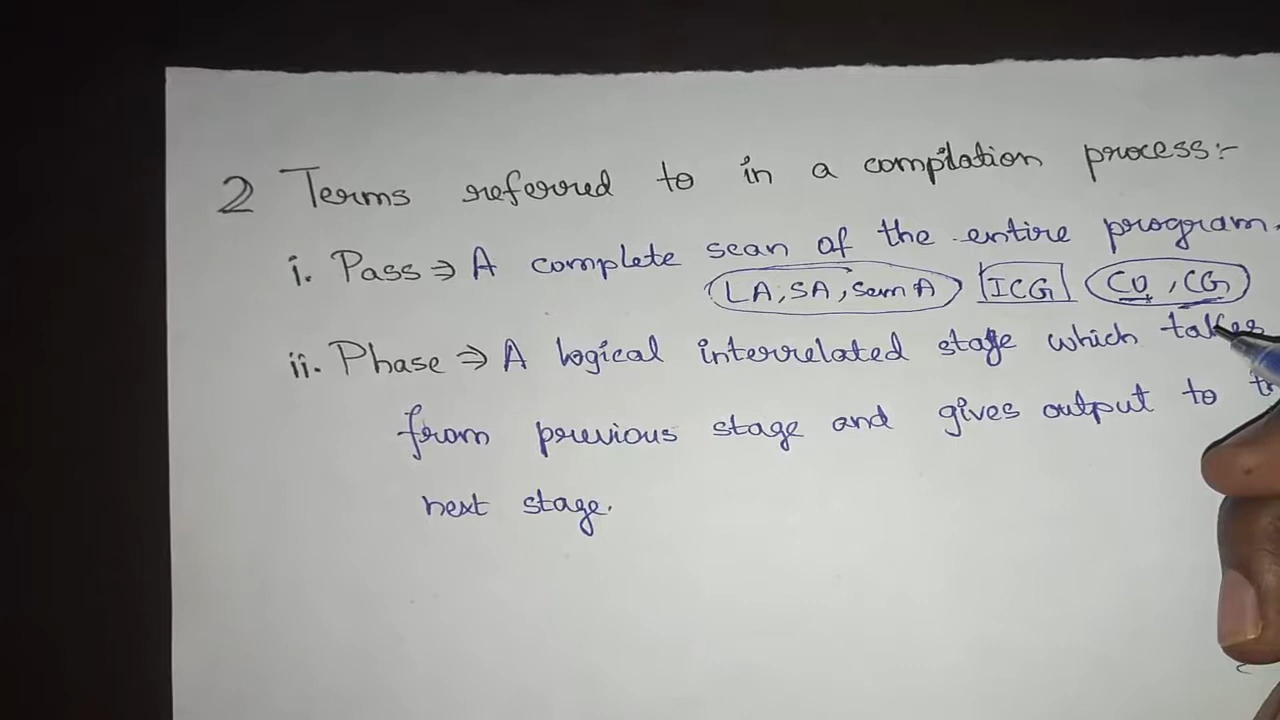 2 Terms referred to in a compilation process:-
i. Pass ⇒ A complete scan of the entire program.
LA, SA, Sem A ICG CO, CG
ii. Phase ⇒ A logical interrelated stage which takes
from previous stage and gives output to
next stage.